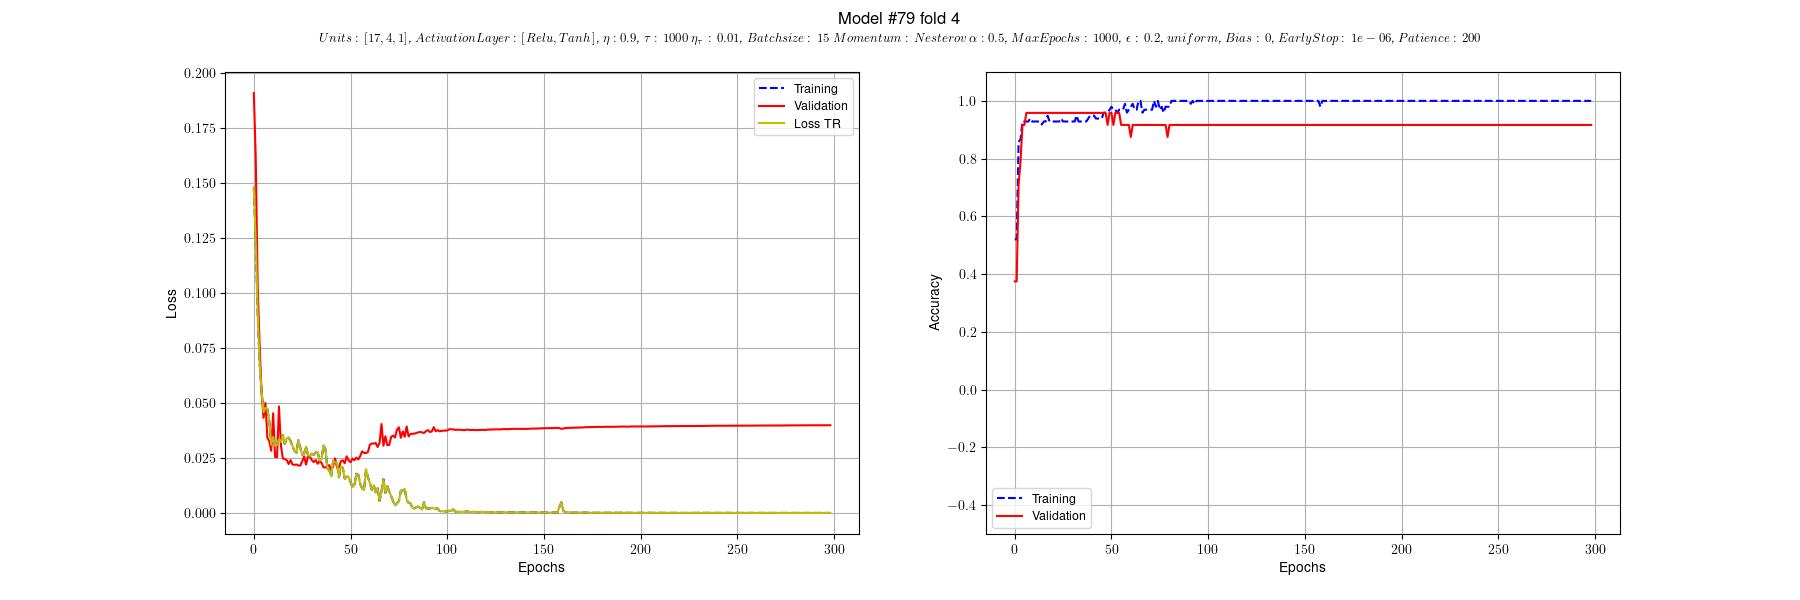 Model #79 fold 4
Units : [17, 4, 1], ActivationLayer : [Relu, Tanh], η : 0.9, τ : 1000 η_τ : 0.01, Batchsize : 15 Momentum : Nesterov α : 0.5, MaxEpochs : 1000, ϵ : 0.2, uniform, Bias : 0, EarlyStop : 1e − 06, Patience : 200
Loss
0.200
0.175
0.150
0.125
0.100
0.075
0.050
0.025
0.000
Training
Validation
Loss TR
0 50 100 150 200 250 300
Epochs
Accuracy
1.0
0.8
0.6
0.4
0.2
0.0
−0.2
−0.4
Training
Validation
0 50 100 150 200 250 300
Epochs